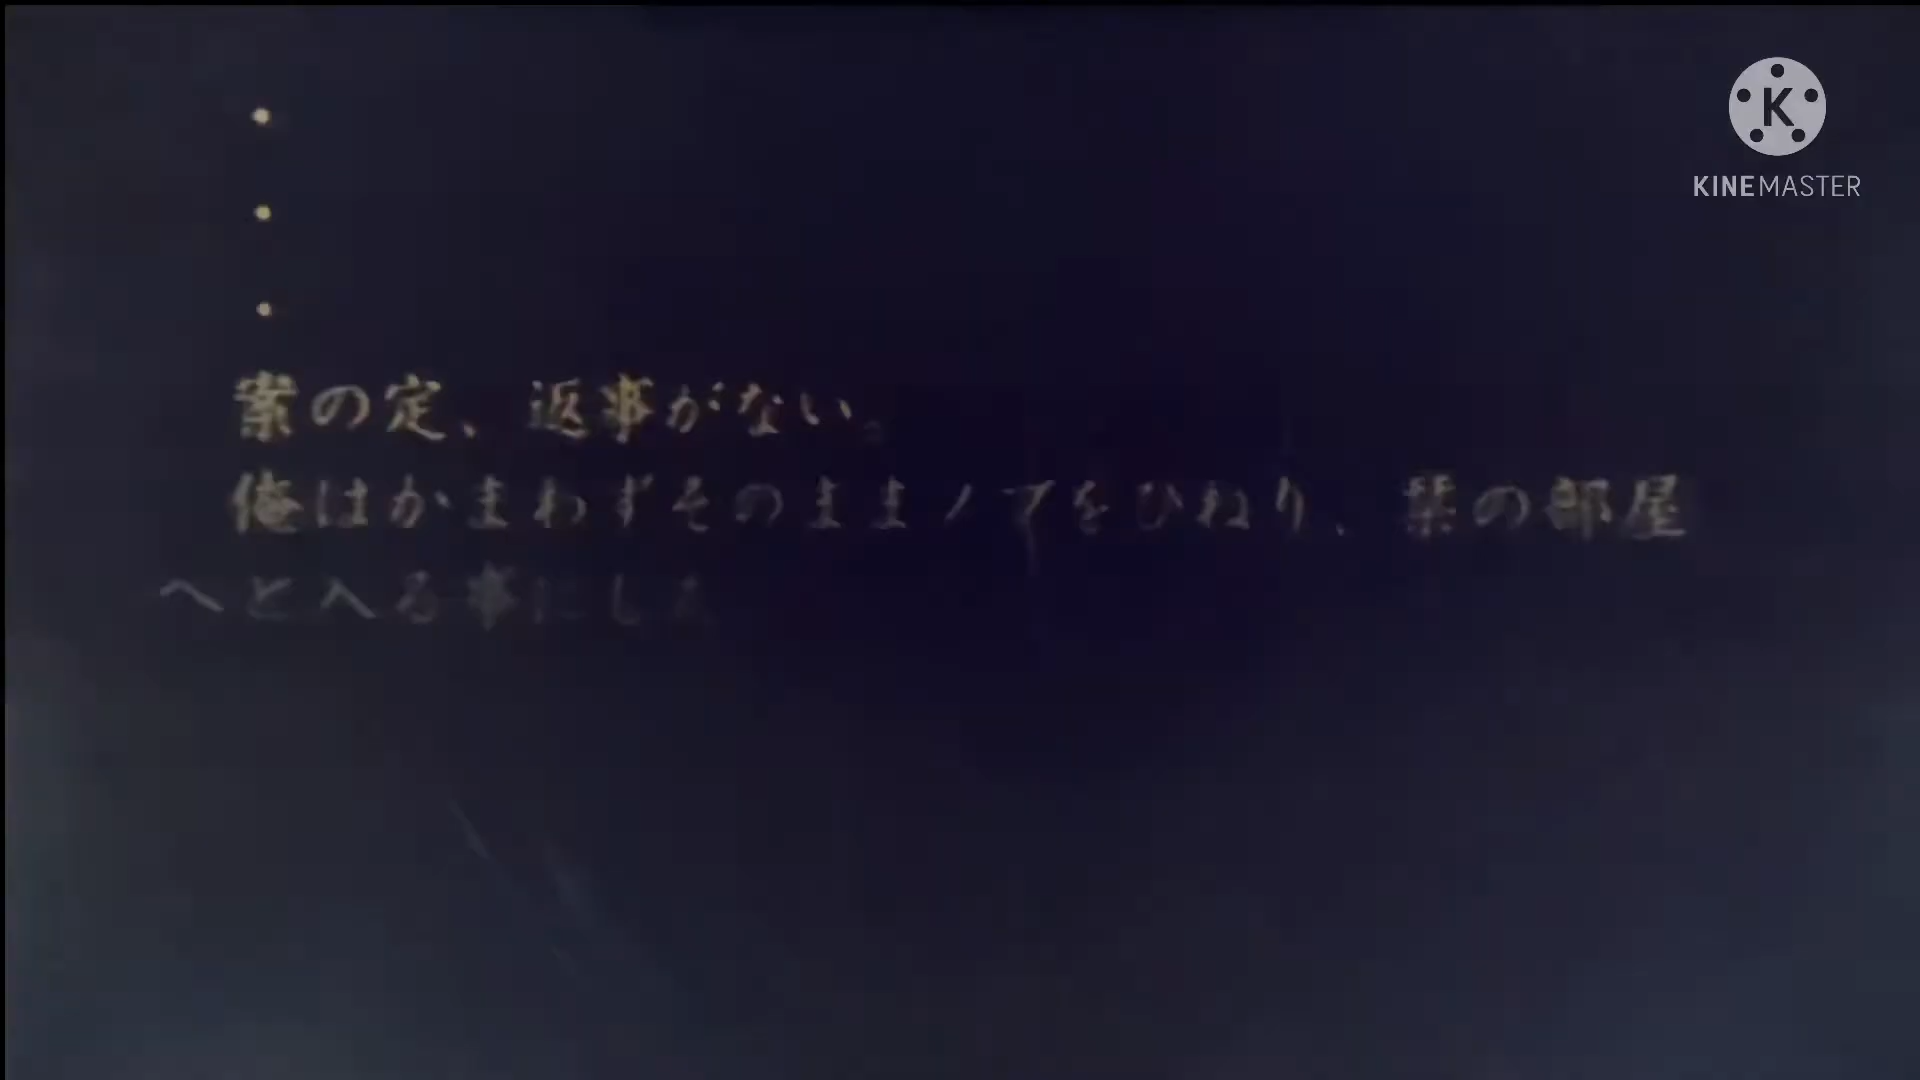 ・
・
・
案の定、返事がない。
俺はかまわずそのままノブをひねり、栞の部屋
へと入る事にした
KINEMASTER